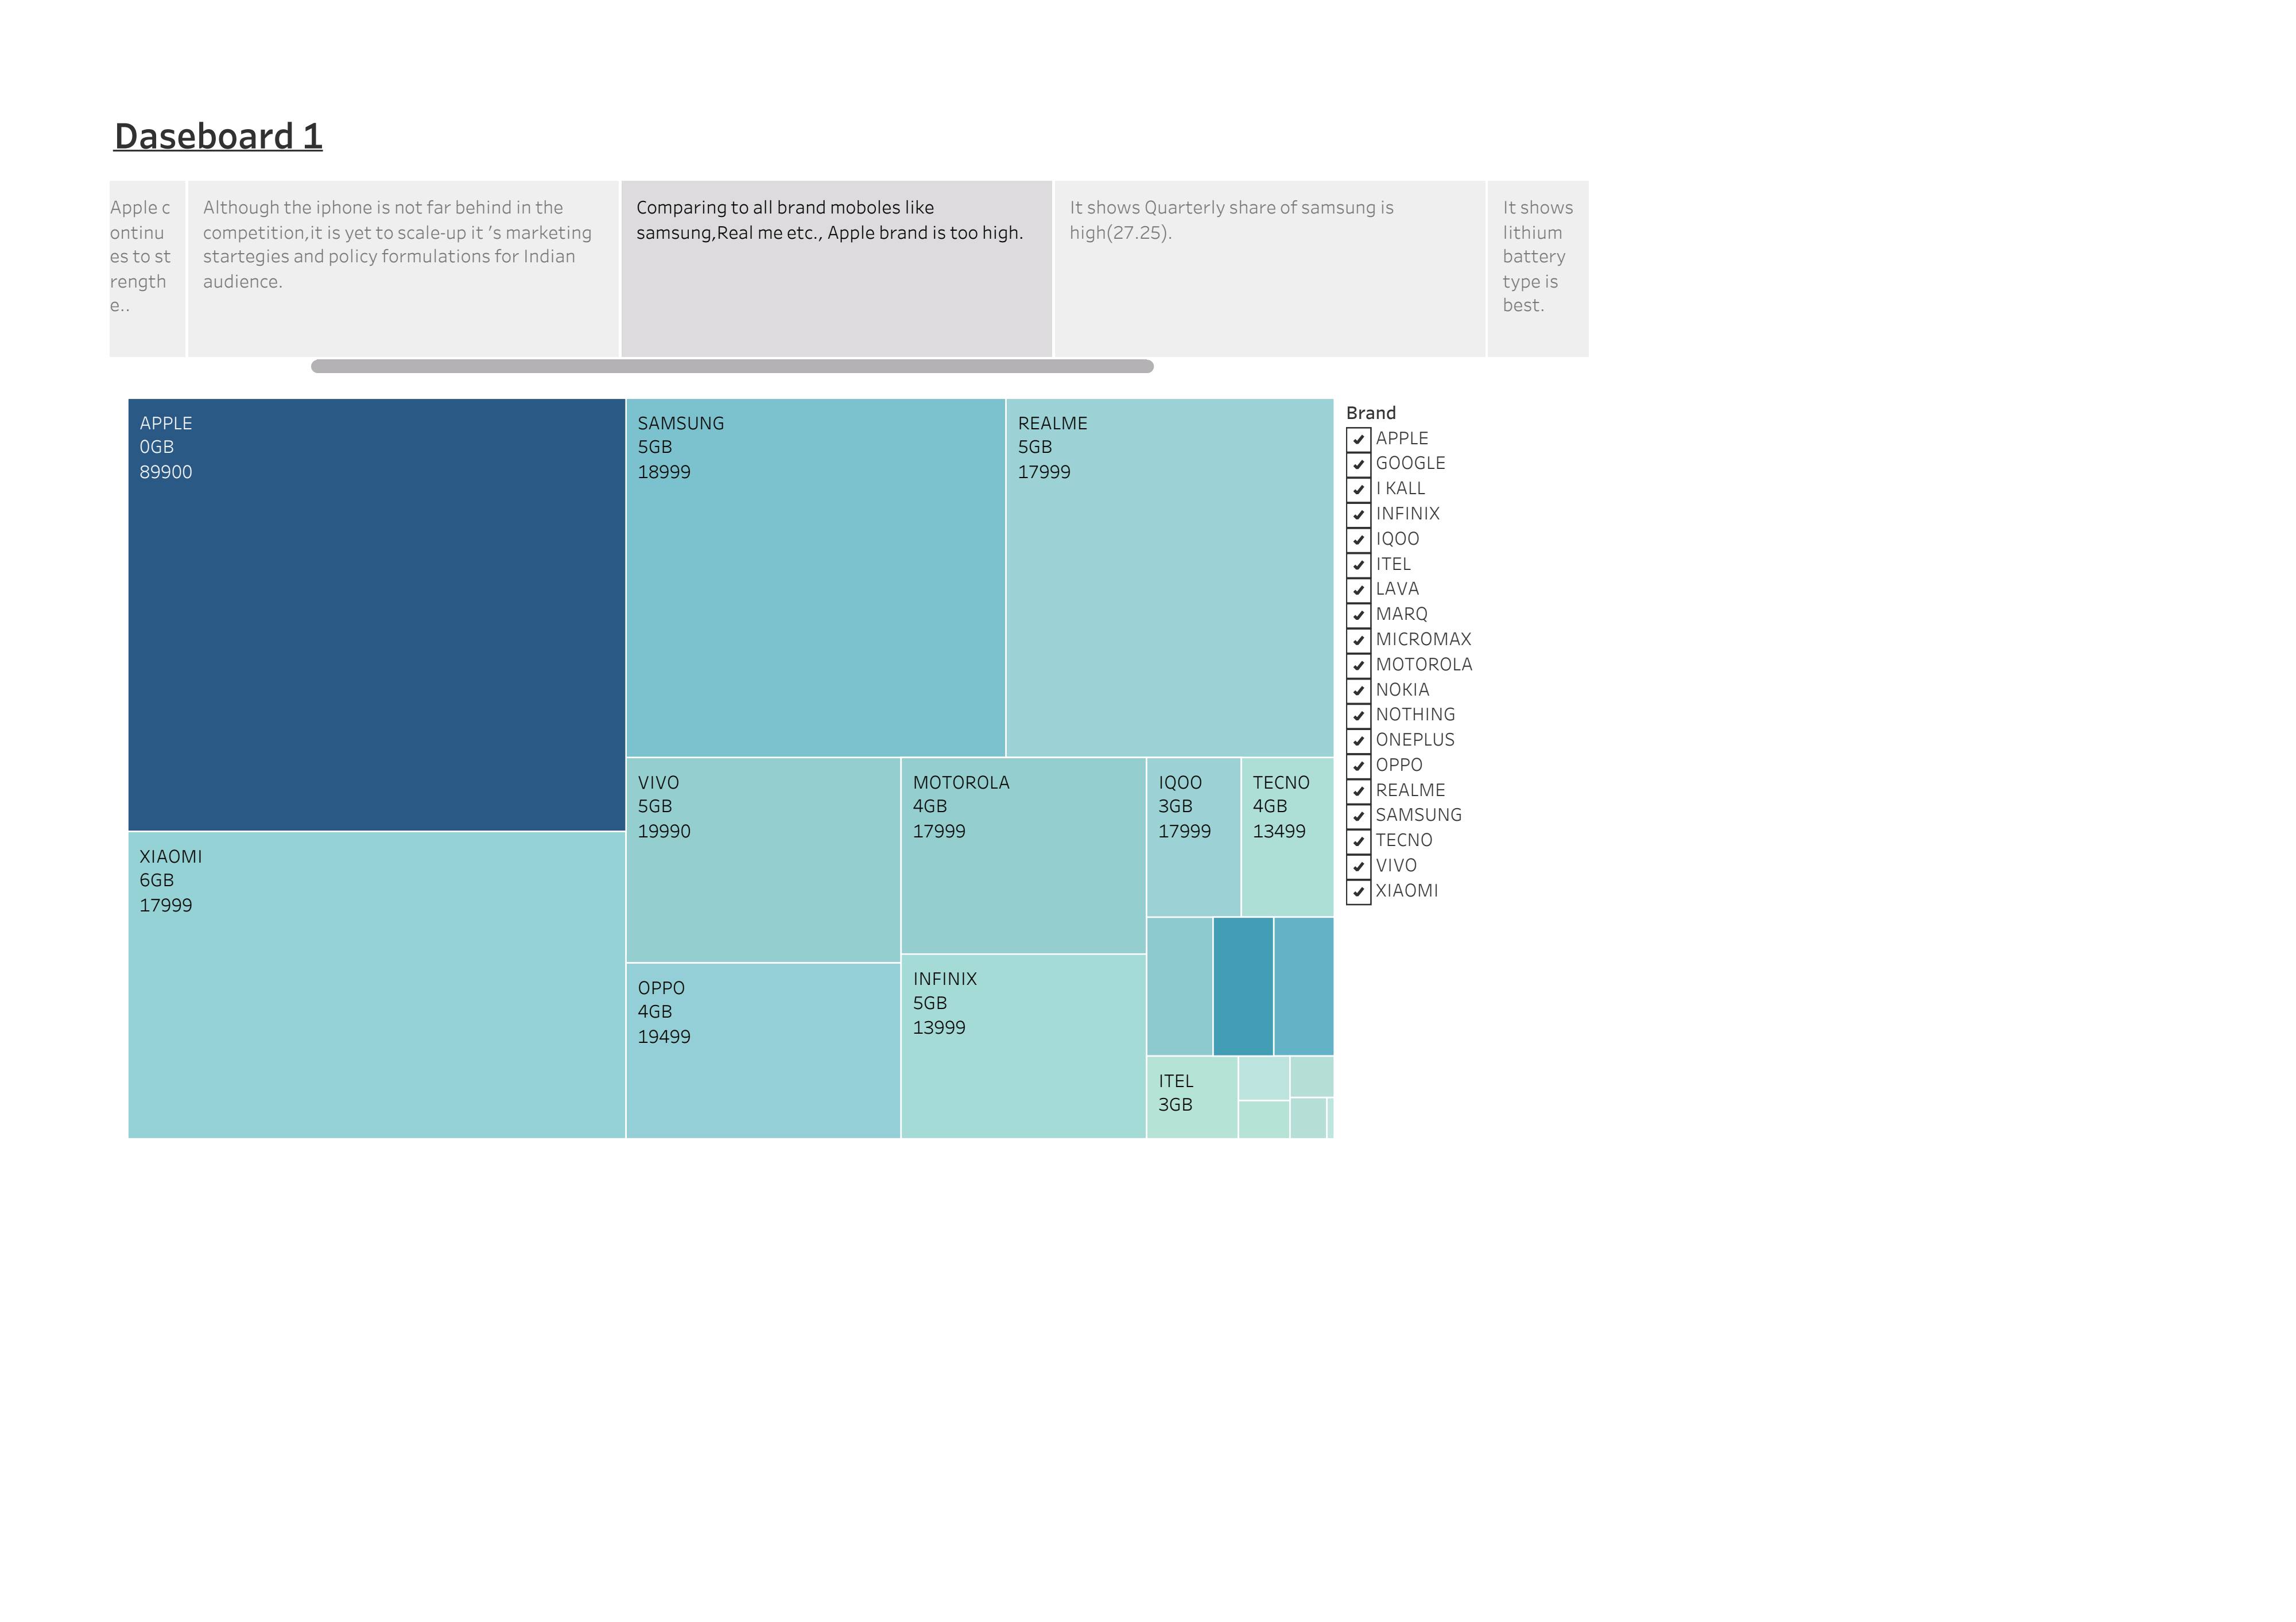 Daseboard 1
Apple c
ontinu
es to st
rength
e..
Although the iphone is not far behind in the
competition,it is yet to scale-up it 's marketing
startegies and policy formulations for Indian
audience.
Comparing to all brand moboles like
samsung,Real me etc., Apple brand is too high.
It shows Quarterly share of samsung is
high(27.25).
It shows
lithium
battery
type is
best.
APPLE
0GB
89900
SAMSUNG
5GB
18999
REALME
5GB
17999
XIAOMI
6GB
17999
VIVO
5GB
19990
MOTOROLA
4GB
17999
IQOO
3GB
17999
TECNO
4GB
13499
OPPO
4GB
19499
INFINIX
5GB
13999
ITEL
3GB
Brand
APPLE
GOOGLE
I KALL
INFINIX
IQOO
ITEL
LAVA
MARQ
MICROMAX
MOTOROLA
NOKIA
NOTHING
ONEPLUS
OPPO
REALME
SAMSUNG
TECNO
VIVO
XIAOMI